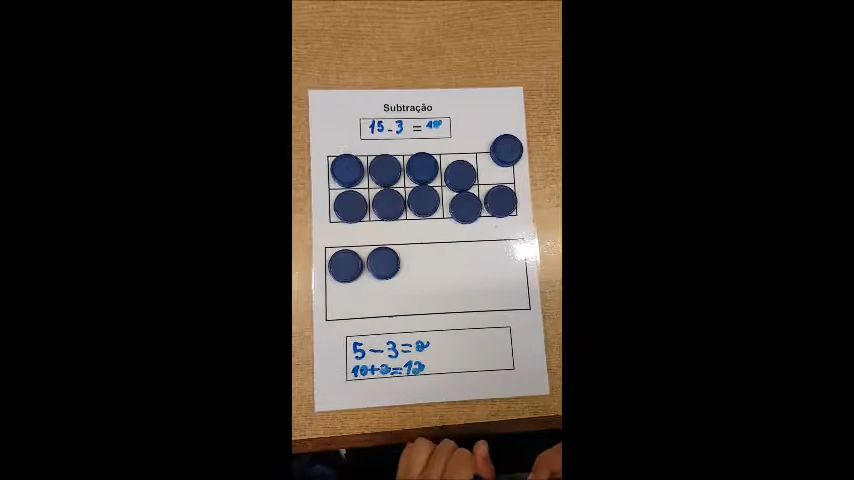 Subtração
15-3 = 12
5-3=2
10+2=12